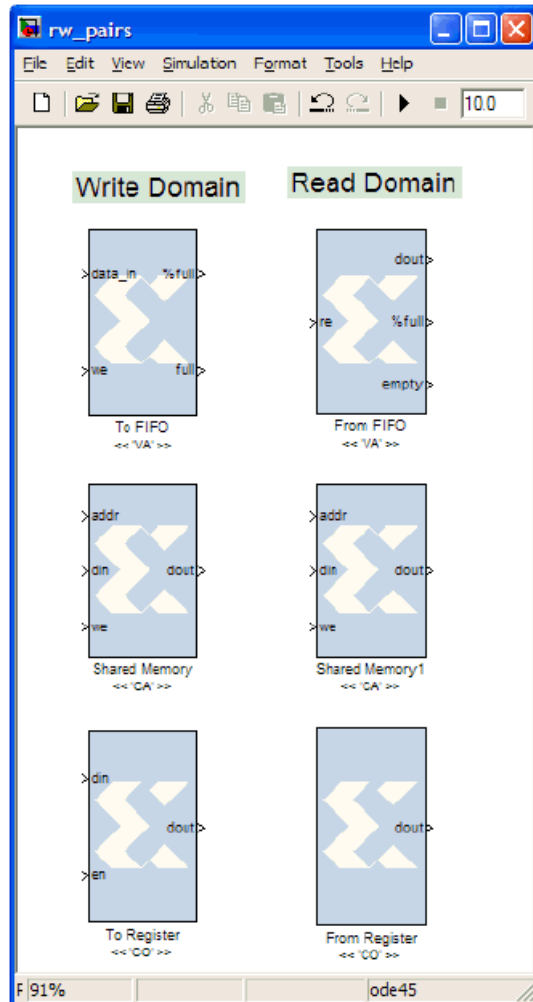 rw_pairs
File Edit View Simulation Format Tools Help
10.0
Write Domain
Read Domain
data_in %full
we full
To FIFO
<< 'VA' >>
dout
re %full
empty
From FIFO
<< 'VA' >>
addr
din dout
we
Shared Memory
<< 'CA' >>
addr
din dout
we
Shared Memory1
<< 'CA' >>
din
dout
en
To Register
<< 'CO' >>
dout
From Register
<< 'CO' >>
F 91% ode45